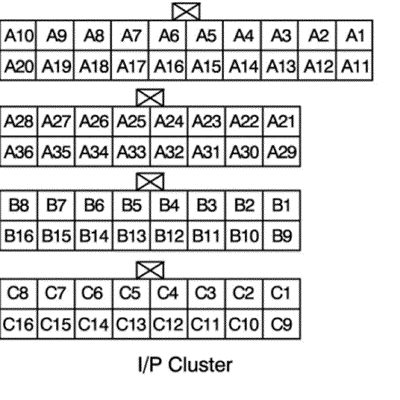 A10 A9 A8 A7 A6 A5 A4 A3 A2 A1
A20 A19 A18 A17 A16 A15 A14 A13 A12 A11
A28 A27 A26 A25 A24 A23 A22 A21
A36 A35 A34 A33 A32 A31 A30 A29
B8 B7 B6 B5 B4 B3 B2 B1
B16 B15 B14 B13 B12 B11 B10 B9
C8 C7 C6 C5 C4 C3 C2 C1
C16 C15 C14 C13 C12 C11 C10 C9
I/P Cluster